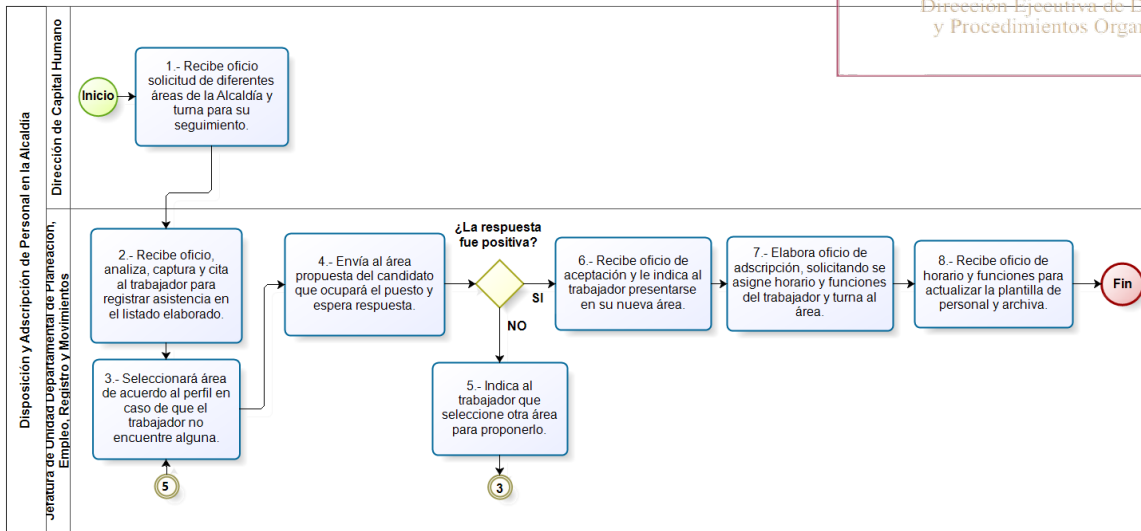 Dirección Ejecutiva de
y Procedimientos
Disposición y Adscripción de Personal en la Alcaldía
Dirección de Capital Humano
Inicio
1.- Recibe oficio
solicitud de diferentes
áreas de la Alcaldía y
turna para su
seguimiento.
Jefatura de Unidad Departamental de Planeación,
Empleo, Registro y Movimientos
2.- Recibe oficio,
analiza, captura y cita
al trabajador para
registrar asistencia en
el listado elaborado.
3.- Seleccionará área
de acuerdo al perfil en
caso de que el
trabajador no
encuentre alguna.
5
4.- Envía al área
propuesta del candidato
que ocupará el puesto y
espera respuesta.
¿La respuesta
fue positiva?
SI
NO
5.- Indica al
trabajador que
seleccione otra área
para proponerlo.
3
6.- Recibe oficio de
aceptación y le indica al
trabajador presentarse
en su nueva área.
7.- Elabora oficio de
adscripción, solicitando se
asigne horario y funciones
del trabajador y turna al
área.
8.- Recibe oficio de
horario y funciones para
actualizar la plantilla de
personal y archiva.
Fin